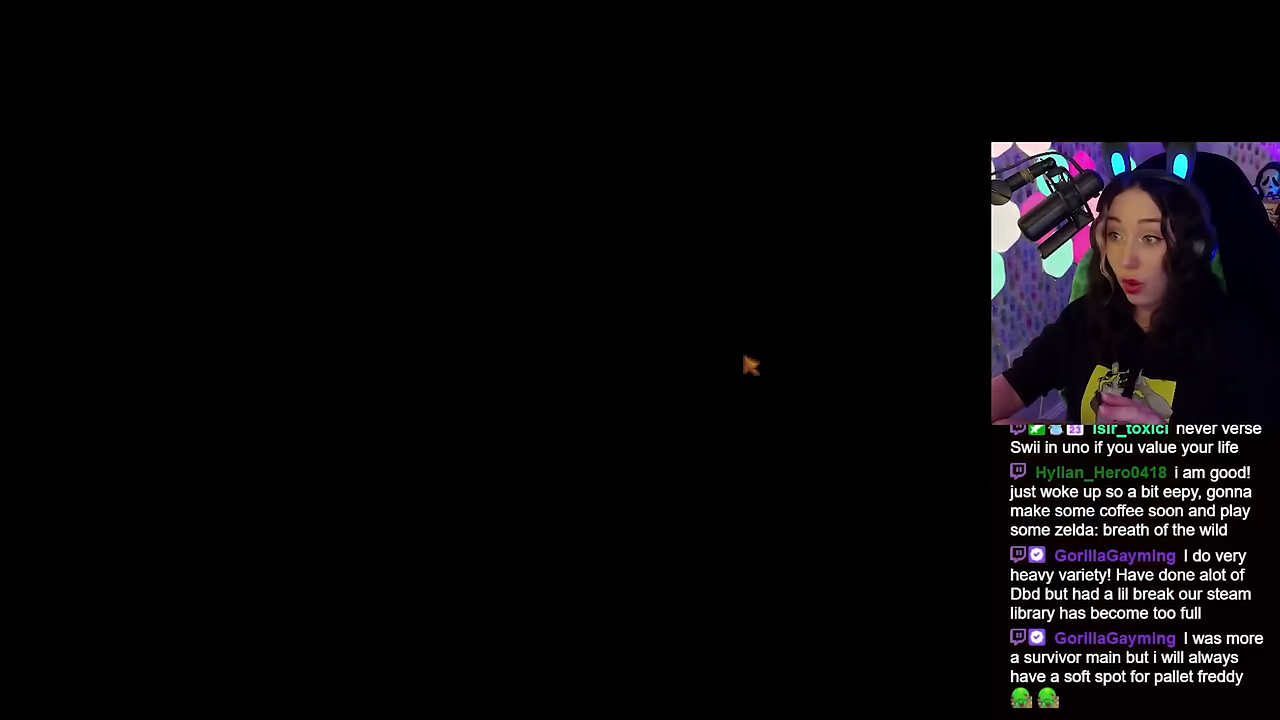 23 isir_toxicl never verse
Swii in uno if you value your life
Hylian_Hero0418 i am good!
just woke up so a bit eepy, gonna
make some coffee soon and play
some zelda: breath of the wild
GorillaGayming I do very
heavy variety! Have done alot of
Dbd but had a lil break our steam
library has become too full
GorillaGayming I was more
a survivor main but i will always
have a soft spot for pallet freddy